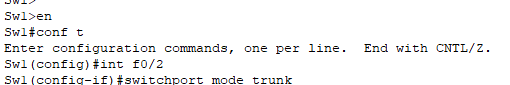 Sw1>en
Sw1#conf t
Enter configuration commands, one per line.  End with CNTL/Z.
Sw1(config)#int f0/2
Sw1(config-if)#switchport mode trunk